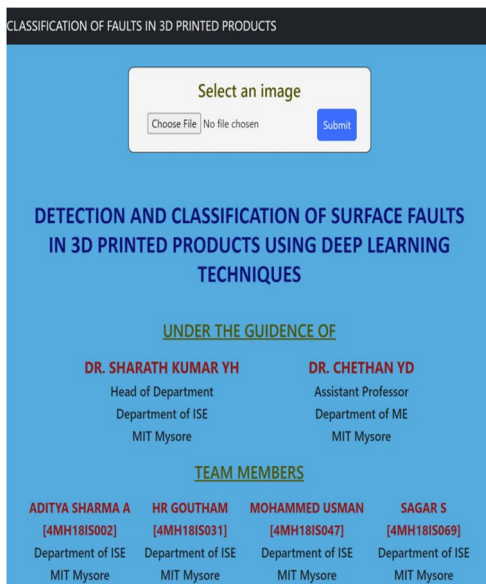 CLASSIFICATION OF FAULTS IN 3D PRINTED PRODUCTS
Select an image
Choose File No file chosen
Submit
DETECTION AND CLASSIFICATION OF SURFACE FAULTS
IN 3D PRINTED PRODUCTS USING DEEP LEARNING
TECHNIQUES
UNDER THE GUIDENCE OF
DR. SHARATH KUMAR YH
Head of Department
Department of ISE
MIT Mysore
DR. CHETHAN YD
Assistant Professor
Department of ME
MIT Mysore
TEAM MEMBERS
ADITYA SHARMA A
[4MH18IS002]
Department of ISE
MIT Mysore
HR GOUTHAM
[4MH18IS031]
Department of ISE
MIT Mysore
MOHAMMED USMAN
[4MH18IS047]
Department of ISE
MIT Mysore
SAGAR S
[4MH18IS069]
Department of ISE
MIT Mysore